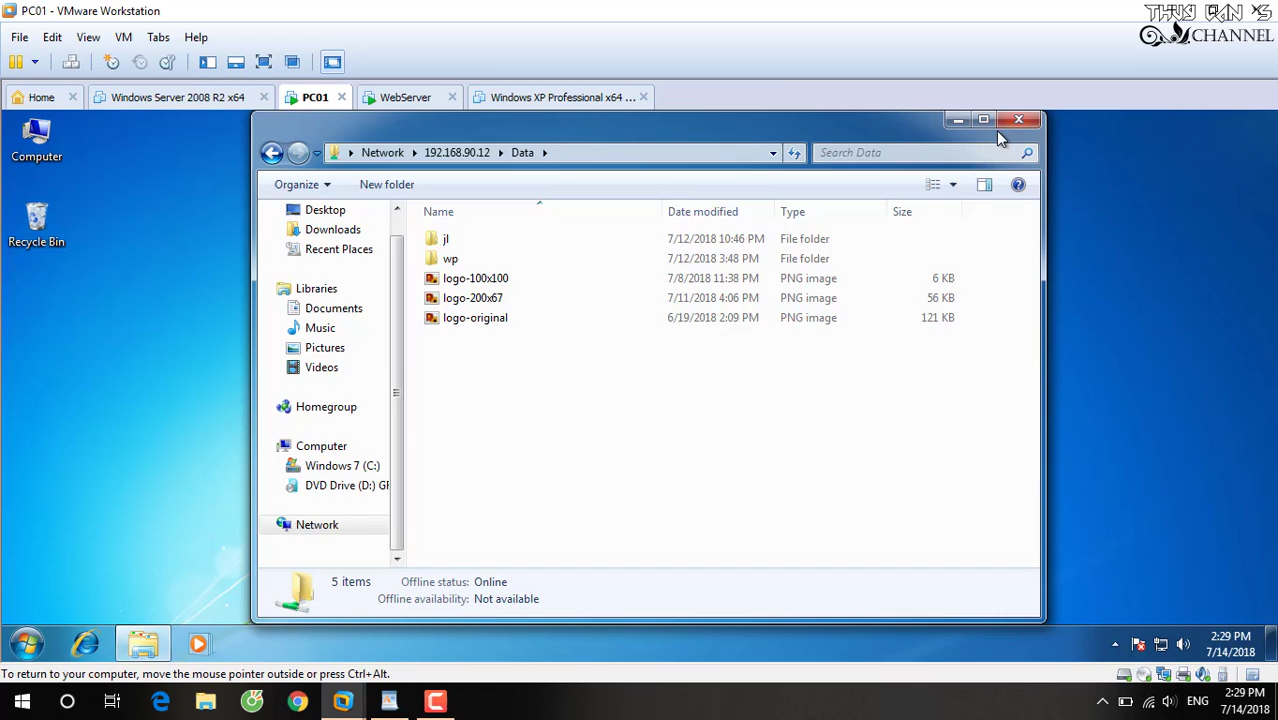 PC01 - VMware Workstation
THUY VAN'S
CHANNEL
File Edit View VM Tabs Help
Home Windows Server 2008 R2 x64 PC01 WebServer Windows XP Professional x64 ...
Computer
Recycle Bin
Network 192.168.90.12 Data Search Data
Organize New folder
Name Date modified Type Size
Desktop
Downloads
Recent Places
Libraries
Documents
Music
Pictures
Videos
Homegroup
Computer
Windows 7 (C:)
DVD Drive (D:) GF
Network
jl 7/12/2018 10:46 PM File folder
wp 7/12/2018 3:48 PM File folder
logo-100x100 7/8/2018 11:38 PM PNG image 6 KB
logo-200x67 7/11/2018 4:06 PM PNG image 56 KB
logo-original 6/19/2018 2:09 PM PNG image 121 KB
5 items Offline status: Online
Offline availability: Not available
2:29 PM
7/14/2018
To return to your computer, move the mouse pointer outside or press Ctrl+Alt.
ENG
2:29 PM
7/14/2018